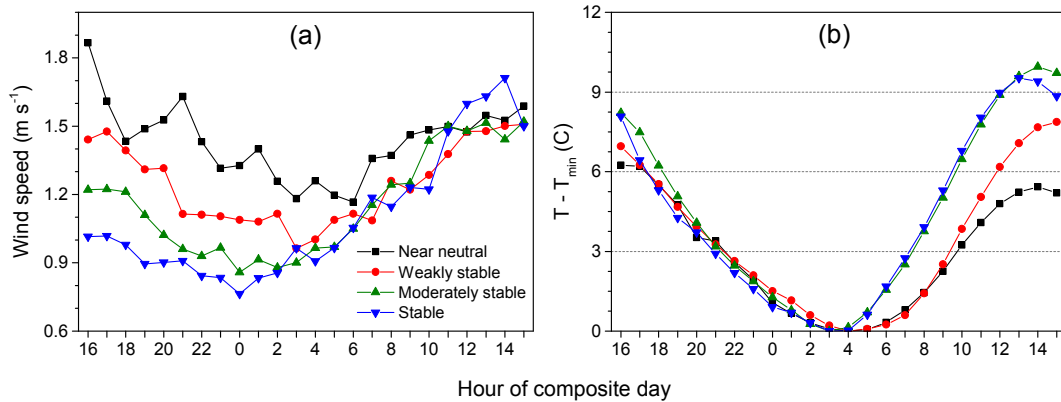 (a)
(b)
Wind speed (m s⁻¹)
1.8
1.5
1.2
0.9
0.6
Near neutral
Weakly stable
Moderately stable
Stable
16 18 20 22 0 2 4 6 8 10 12 14
T - Tmin (C)
12
9
6
3
0
16 18 20 22 0 2 4 6 8 10 12 14
Hour of composite day